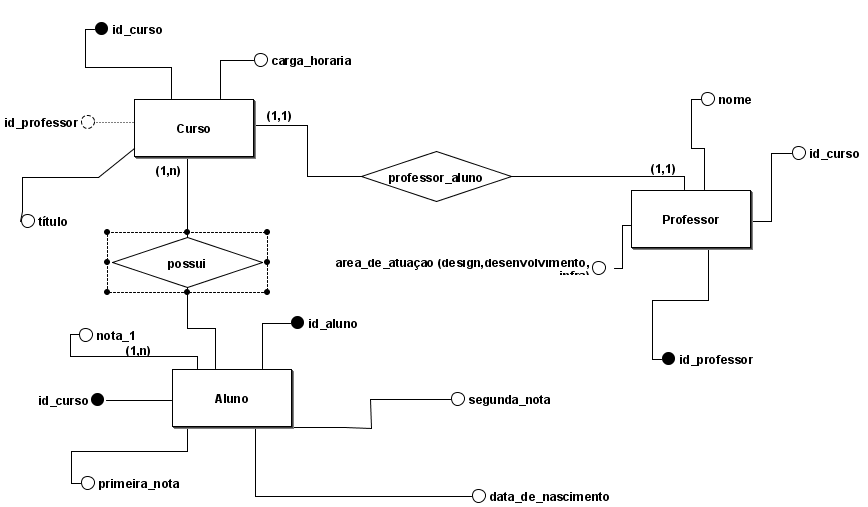 id_curso
carga_horaria
nome
(1,1)
id_professor
Curso
id_curso
(1,n)
(1,1)
professor_aluno
título
Professor
possui
area_de_atuaçao (design,desenvolvimento,
infra)
id_aluno
nota_1
(1,n)
id_professor
id_curso
Aluno
segunda_nota
primeira_nota
data_de_nascimento